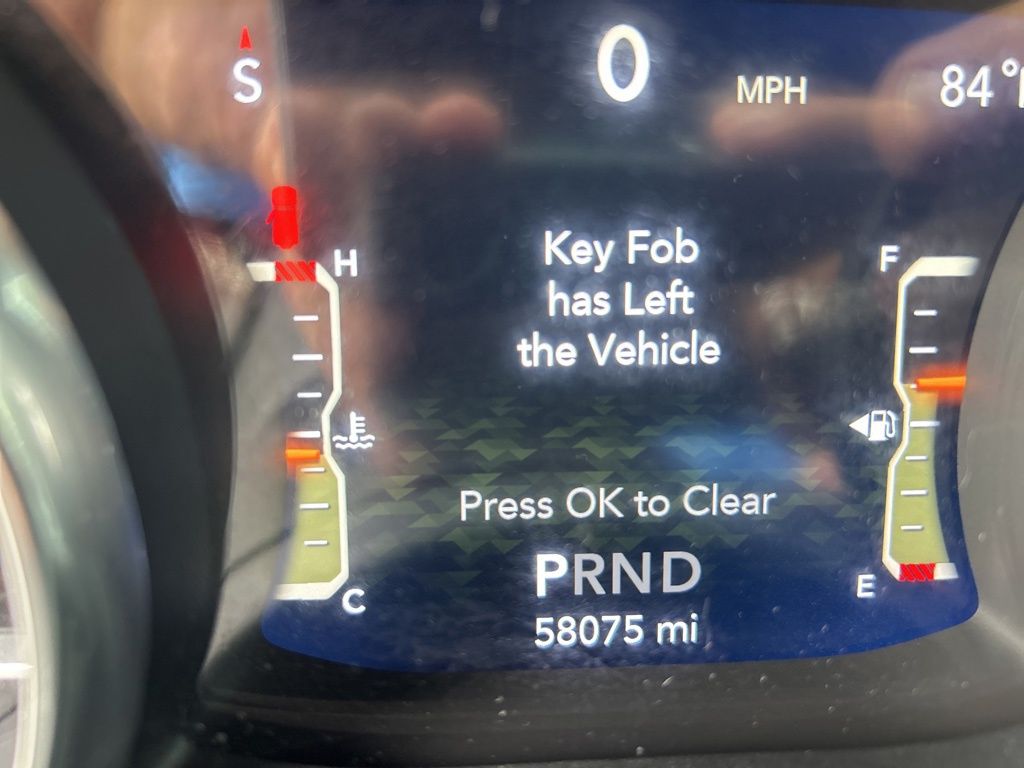 S
0
MPH
84°
H
F
Key Fob
has Left
the Vehicle
Press OK to Clear
PRND
C
E
58075 mi